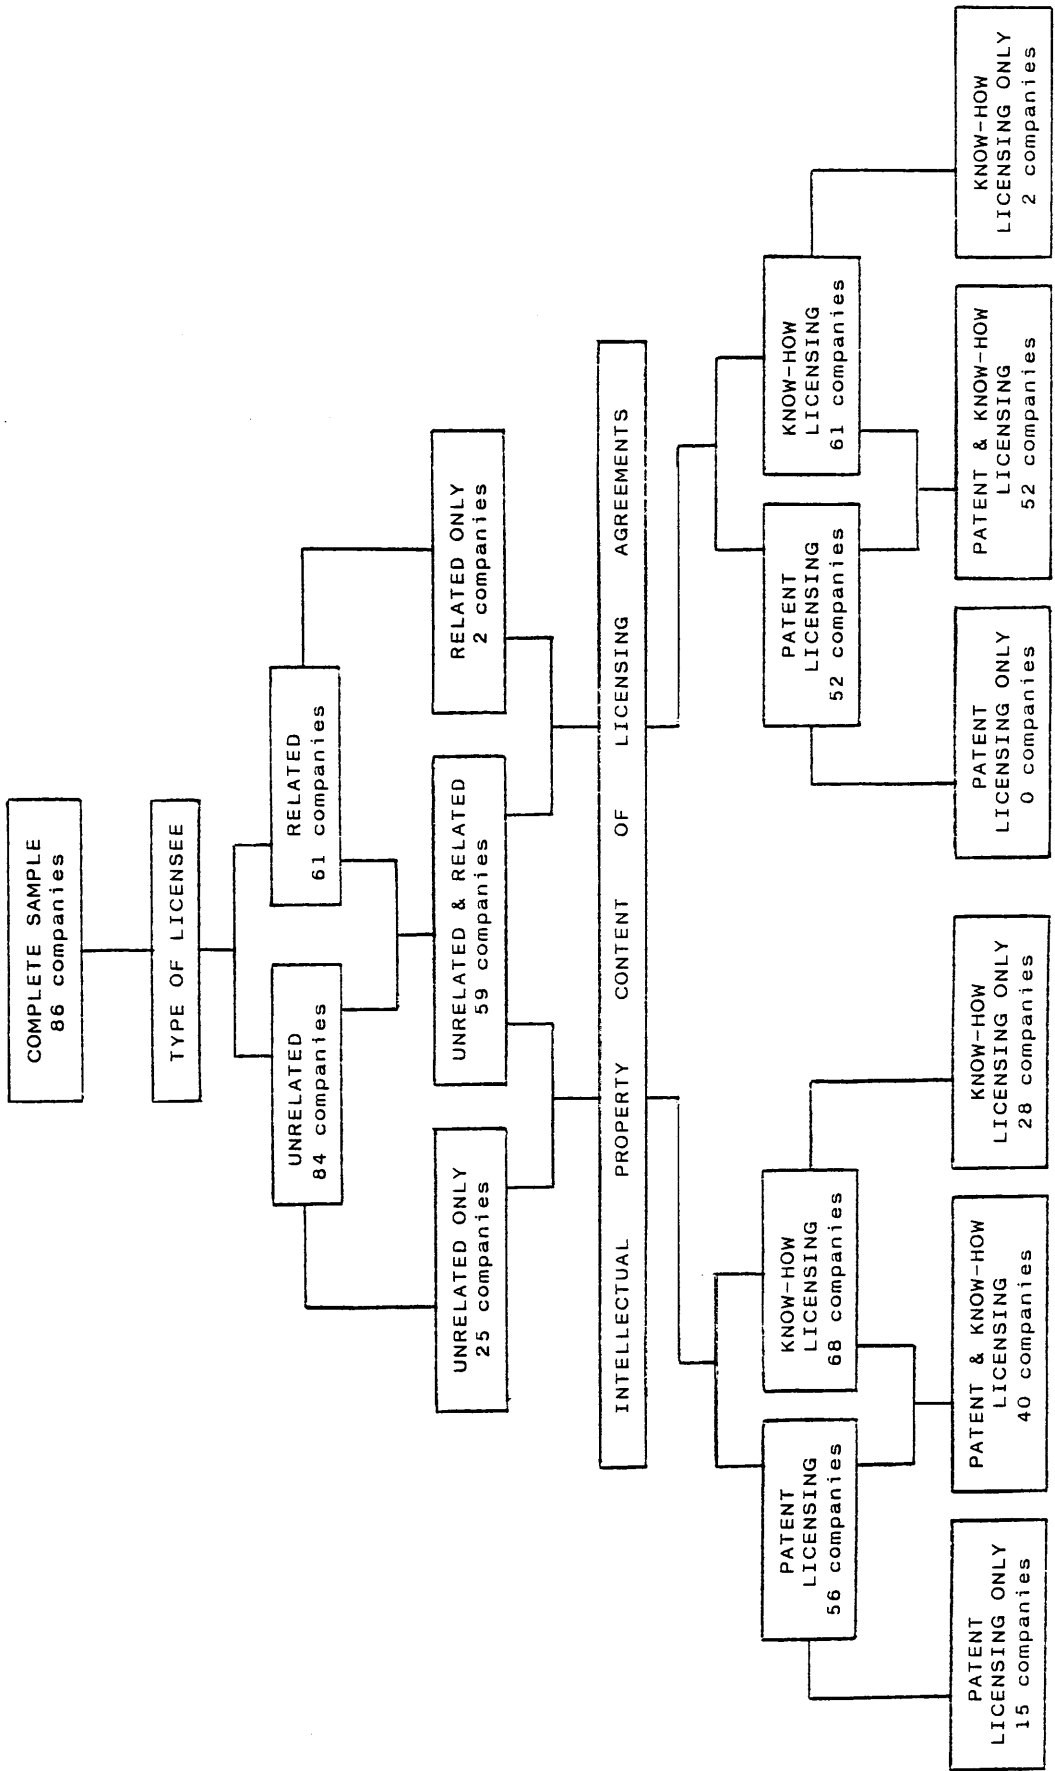 COMPLETE SAMPLE
86 companies
TYPE OF LICENSEE
UNRELATED
84 companies
RELATED
61 companies
UNRELATED ONLY
25 companies
UNRELATED & RELATED
59 companies
RELATED ONLY
2 companies
INTELLECTUAL PROPERTY CONTENT OF LICENSING AGREEMENTS
PATENT
LICENSING
56 companies
KNOW-HOW
LICENSING
68 companies
PATENT
LICENSING
52 companies
KNOW-HOW
LICENSING
61 companies
PATENT
LICENSING ONLY
15 companies
PATENT & KNOW-HOW
LICENSING
40 companies
KNOW-HOW
LICENSING ONLY
28 companies
PATENT
LICENSING ONLY
0 companies
PATENT & KNOW-HOW
LICENSING
52 companies
KNOW-HOW
LICENSING ONLY
2 companies